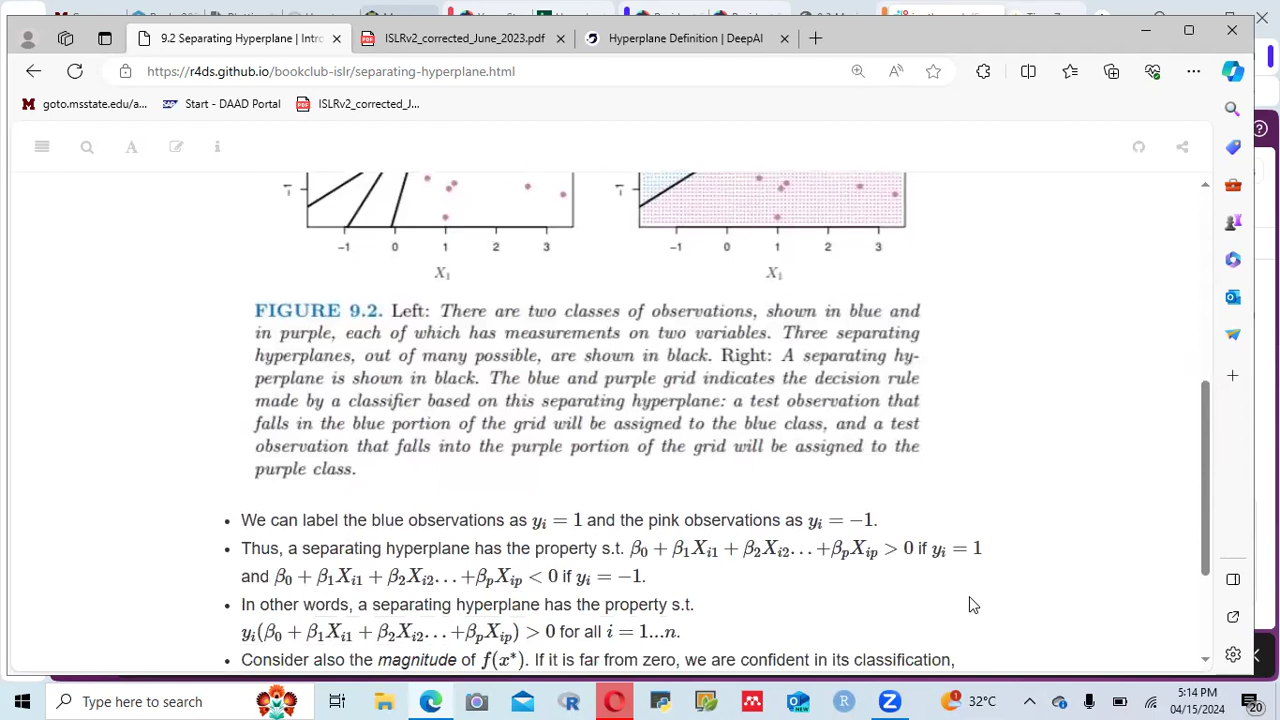 9.2 Separating Hyperplane | Intro
ISLRv2_corrected_June_2023.pdf
Hyperplane Definition | DeepAI
https://r4ds.github.io/bookclub-islr/separating-hyperplane.html
goto.msstate.edu/a...
Start - DAAD Portal
ISLRv2_corrected_J...
−1
−1 0 1 2 3
X1
−1
−1 0 1 2 3
X1
FIGURE 9.2. Left: There are two classes of observations, shown in blue and
in purple, each of which has measurements on two variables. Three separating
hyperplanes, out of many possible, are shown in black. Right: A separating hy-
perplane is shown in black. The blue and purple grid indicates the decision rule
made by a classifier based on this separating hyperplane: a test observation that
falls in the blue portion of the grid will be assigned to the blue class, and a test
observation that falls into the purple portion of the grid will be assigned to the
purple class.
• We can label the blue observations as yi = 1 and the pink observations as yi = −1.
• Thus, a separating hyperplane has the property s.t. β0 + β1Xi1 + β2Xi2...+βpXip > 0 if yi = 1
and β0 + β1Xi1 + β2Xi2...+βpXip < 0 if yi = −1.
• In other words, a separating hyperplane has the property s.t.
yi(β0 + β1Xi1 + β2Xi2...+βpXip) > 0 for all i = 1...n.
• Consider also the magnitude of f(x*). If it is far from zero, we are confident in its classification,
Type here to search
1
32°C
5:14 PM
04/15/2024
20